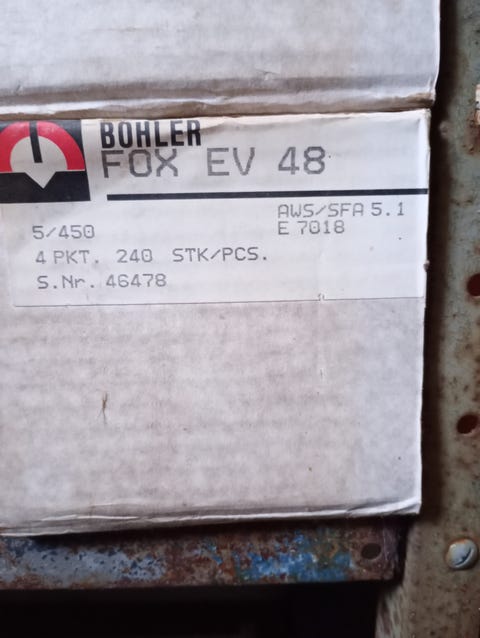 BÖHLER
FOX EV 48
AWS/SFA 5.1
5/450
E 7018
4 PKT. 240 STK/PCS.
S.Nr. 46478